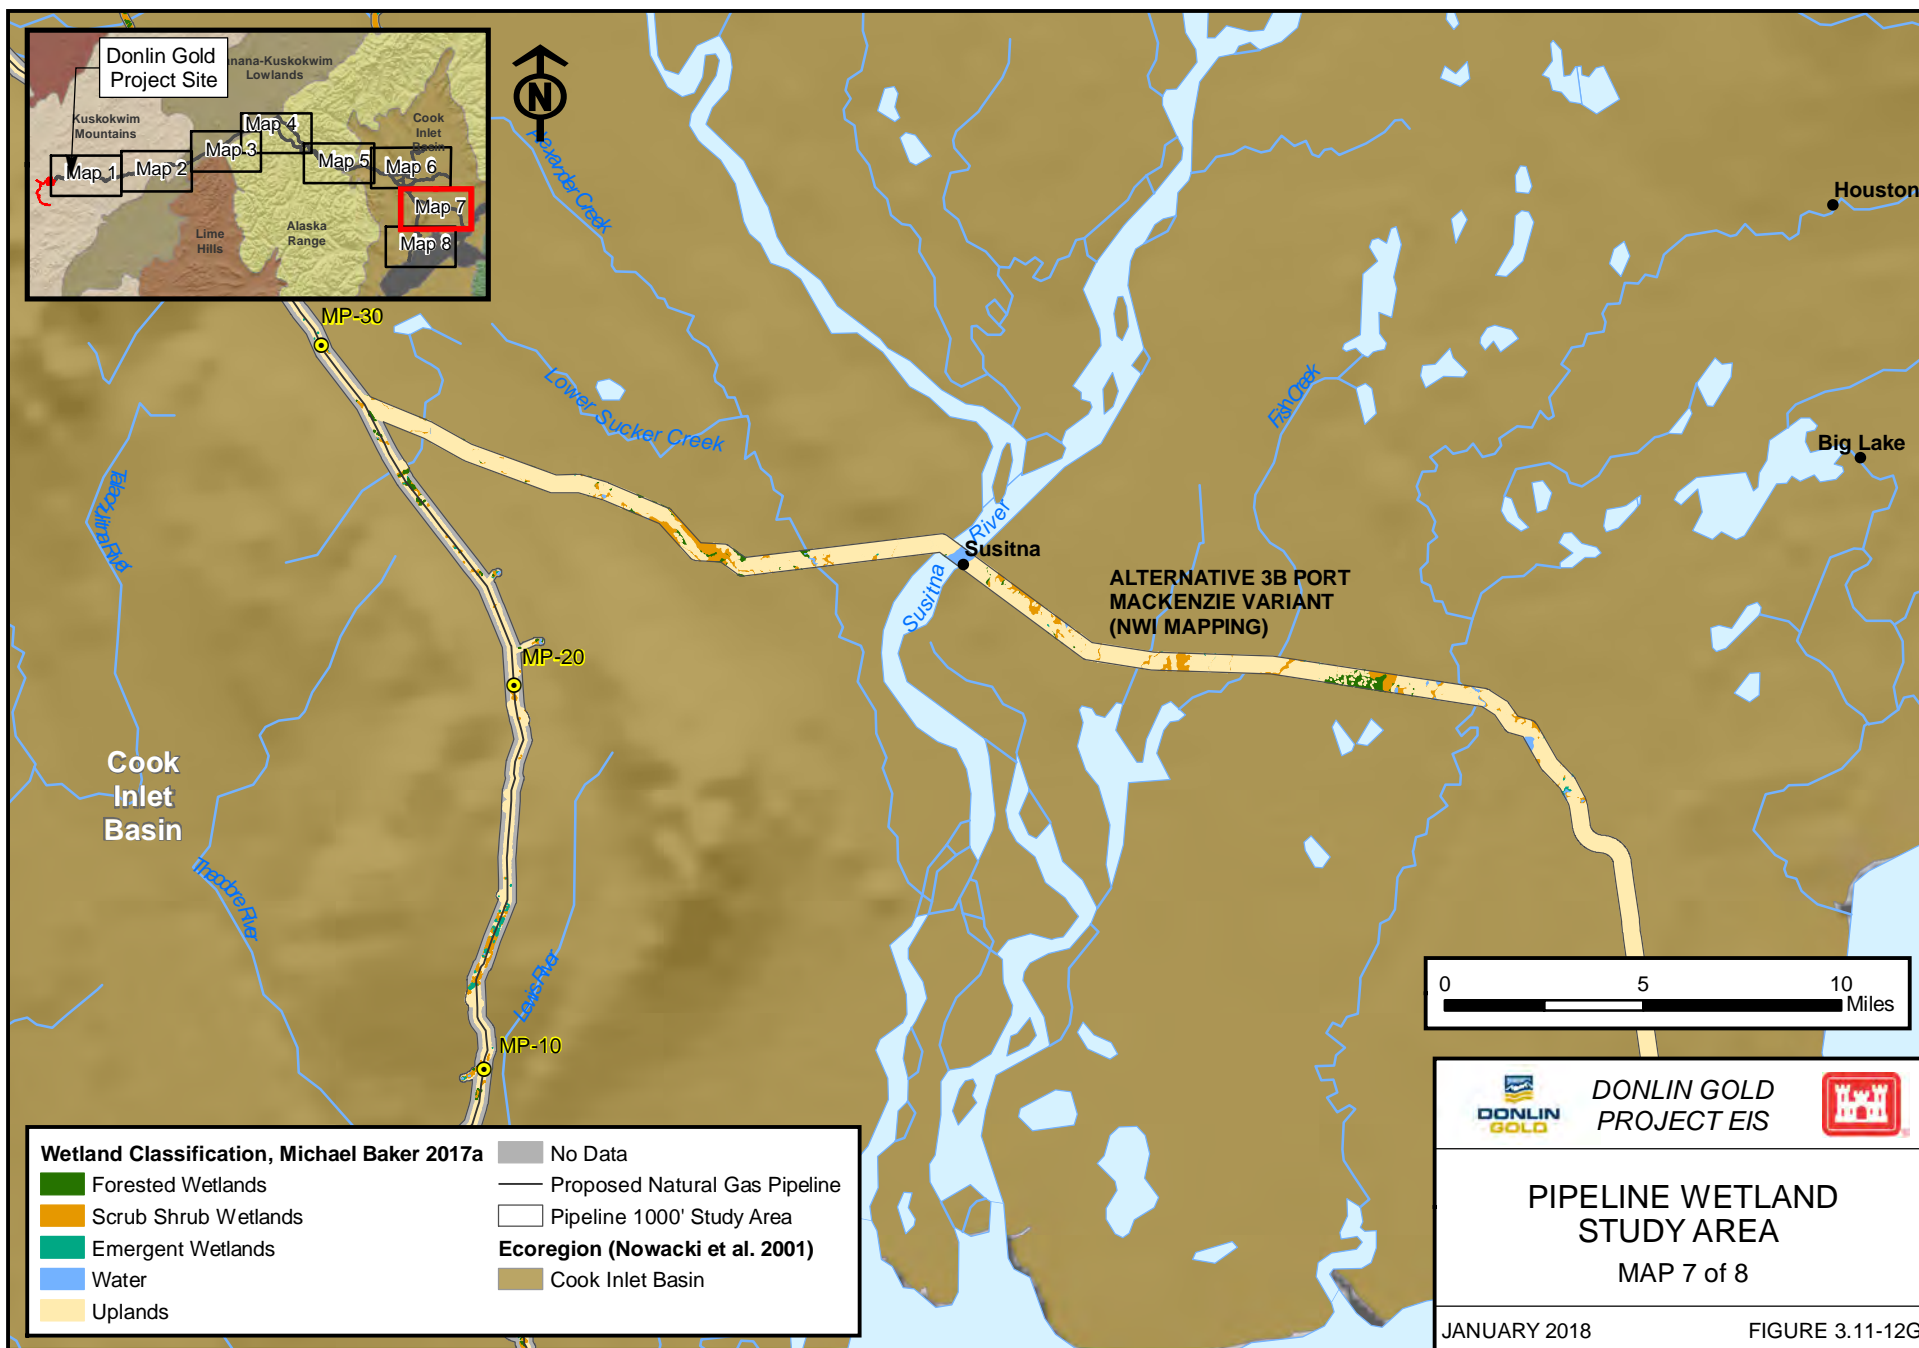 Donlin Gold
Project Site
nana-Kuskokwim
Lowlands
Kuskokwim
Mountains
Cook
Inlet
Basin
Map 1
Map 2
Map 3
Map 4
Map 5
Map 6
Map 7
Map 8
Lime
Hills
Alaska
Range
N
Alexander Creek
Houston
MP-30
Lower Sucker Creek
Fish Creek
Big Lake
Talachulitna River
Susitna River
Susitna
ALTERNATIVE 3B PORT
MACKENZIE VARIANT
(NWI MAPPING)
MP-20
Cook
Inlet
Basin
Theodore River
Lewis River
MP-10
0 5 10
Miles
Wetland Classification, Michael Baker 2017a
Forested Wetlands
Scrub Shrub Wetlands
Emergent Wetlands
Water
Uplands
No Data
Proposed Natural Gas Pipeline
Pipeline 1000' Study Area
Ecoregion (Nowacki et al. 2001)
Cook Inlet Basin
DONLIN
GOLD
DONLIN GOLD
PROJECT EIS
PIPELINE WETLAND
STUDY AREA
MAP 7 of 8
JANUARY 2018
FIGURE 3.11-12G